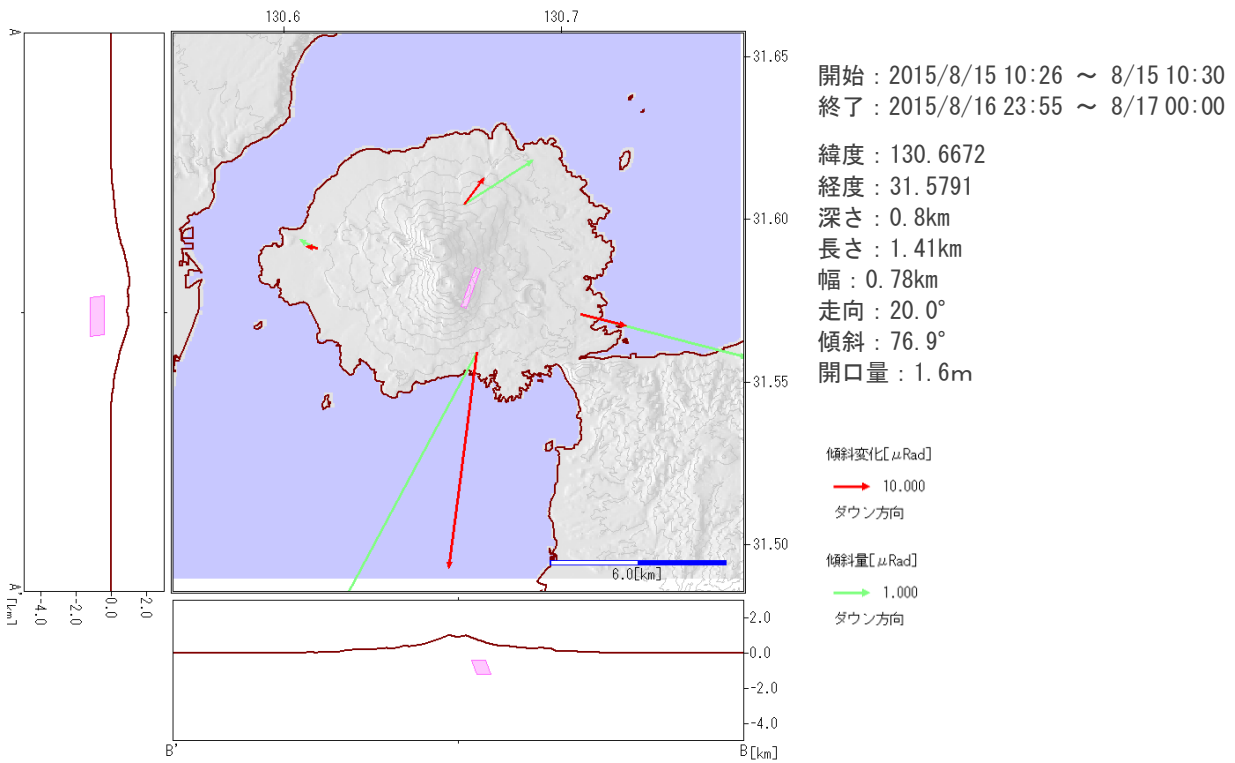 130.6
130.7
31.65
31.60
31.55
31.50
6.0[km]
開始：2015/8/15 10:26 ～ 8/15 10:30
終了：2015/8/16 23:55 ～ 8/17 00:00
緯度：130.6672
経度：31.5791
深さ：0.8km
長さ：1.41km
幅：0.78km
走向：20.0°
傾斜：76.9°
開口量：1.6m
傾斜変化[μRad]
10.000
ダウン方向
傾斜量[μRad]
1.000
ダウン方向
A
A'
[km]
-4.0
-2.0
0.0
2.0
2.0
0.0
-2.0
-4.0
B'
B
[km]